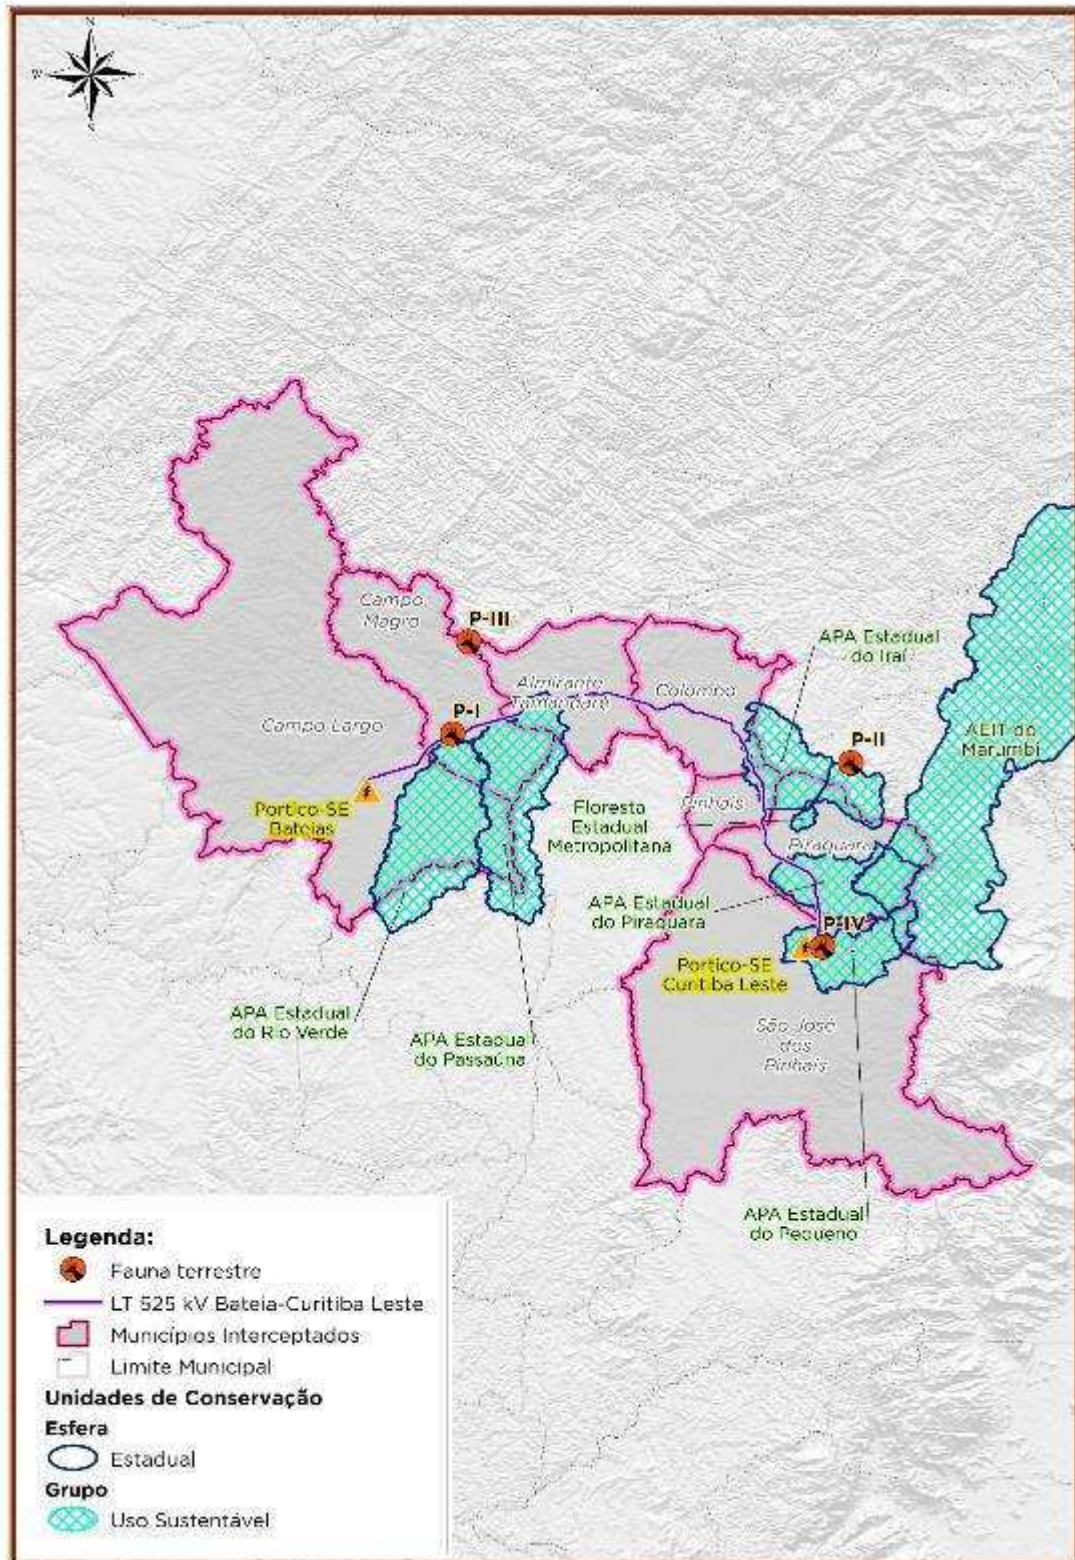 N
W
S
Campo
Magro
P-III
APA Estadual
do Iraí
Almirante
Tamandaré
Colombo
P-I
Campo Largo
P-II
AEIT do
Marumbi
Portico-SE
Bateias
Floresta
Estadual
Metropolitana
Pinhais
Piraquara
APA Estadual
do Piraquara
P-IV
Portico-SE
Curitiba Leste
APA Estadual
do Rio Verde
APA Estadual
do Passaúna
São José
dos
Pinhais
APA Estadual
do Pequeno
Legenda:
Fauna terrestre
LT 525 kV Bateia-Curitiba Leste
Municípios Interceptados
Limite Municipal
Unidades de Conservação
Esfera
Estadual
Grupo
Uso Sustentável